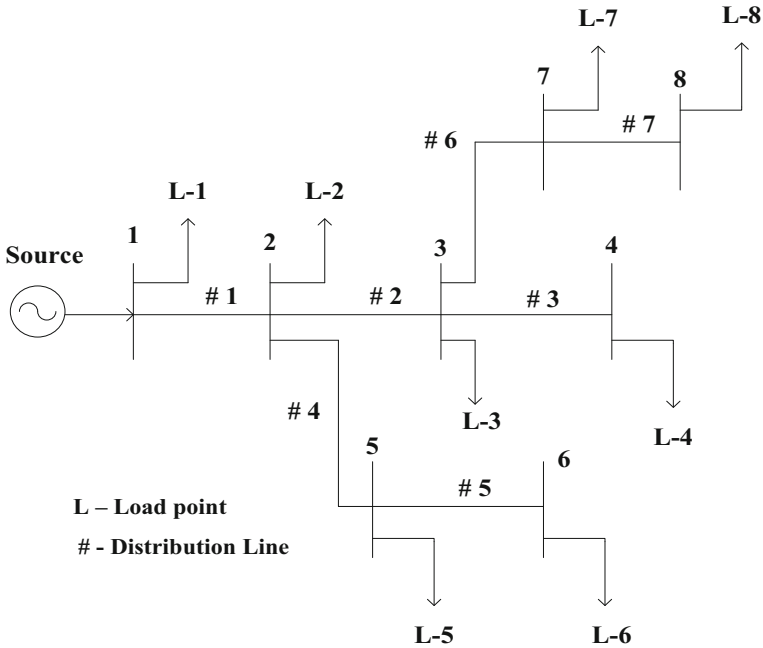 L-7
L-8
7
8
# 6
# 7
L-1
L-2
Source
1
2
3
4
# 1
# 2
# 3
# 4
L-3
L-4
5
6
L – Load point
# 5
# - Distribution Line
L-5
L-6